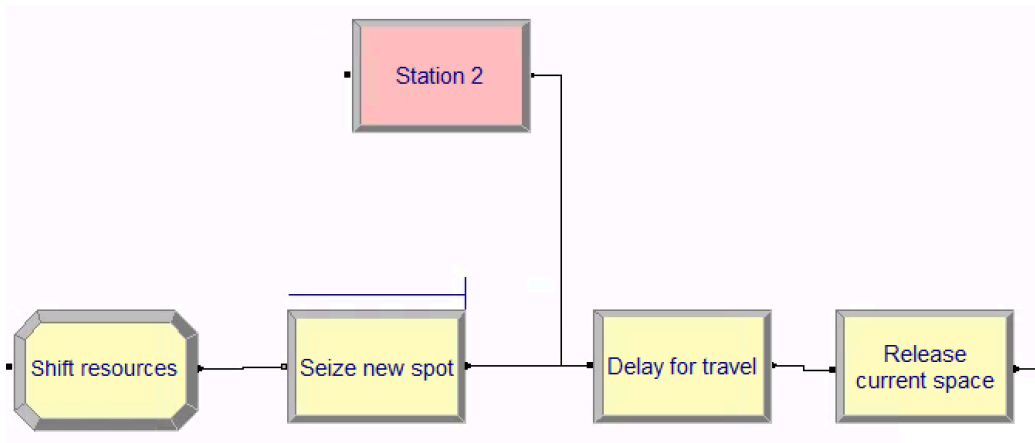 Station 2
Shift resources
Seize new spot
Delay for travel
Release
current space